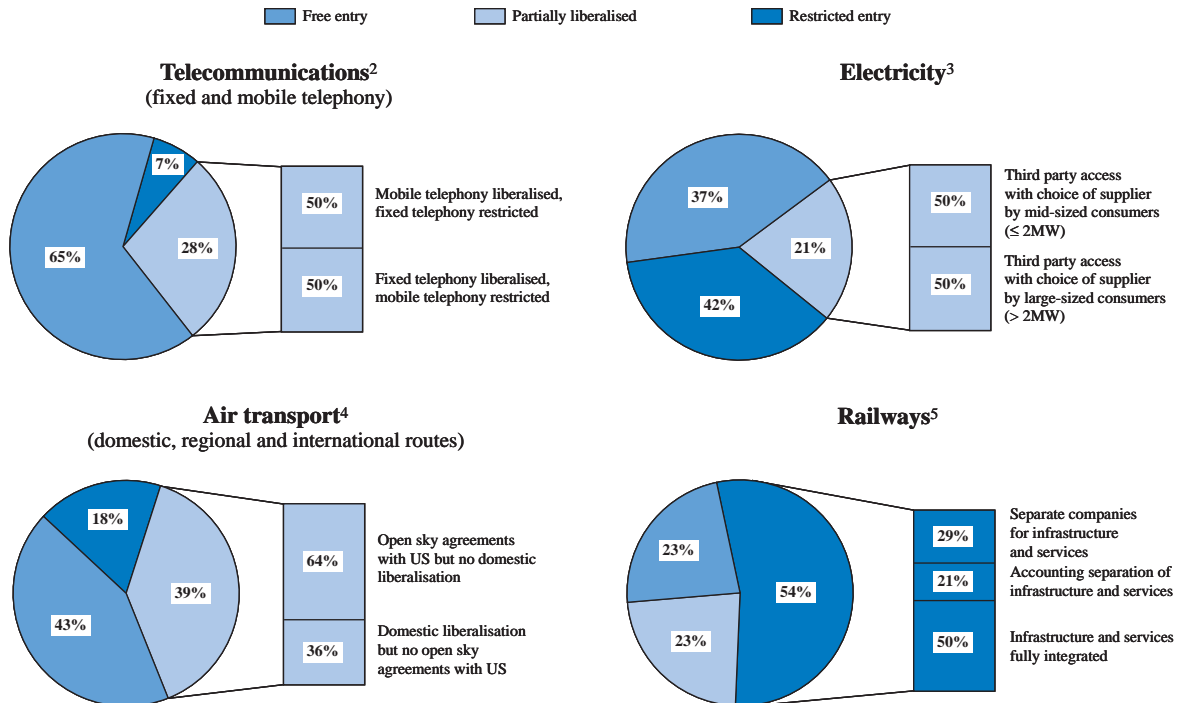 Free entry
Partially liberalised
Restricted entry
Telecommunications2
(fixed and mobile telephony)
7%
65%
28%
50%
50%
Mobile telephony liberalised,
fixed telephony restricted
Fixed telephony liberalised,
mobile telephony restricted
Electricity3
37%
21%
42%
50%
50%
Third party access
with choice of supplier
by mid-sized consumers
(≤ 2MW)
Third party access
with choice of supplier
by large-sized consumers
(> 2MW)
Air transport4
(domestic, regional and international routes)
18%
39%
43%
64%
36%
Open sky agreements
with US but no domestic
liberalisation
Domestic liberalisation
but no open sky
agreements with US
Railways5
23%
54%
23%
29%
21%
50%
Separate companies
for infrastructure
and services
Accounting separation of
infrastructure and services
Infrastructure and services
fully integrated